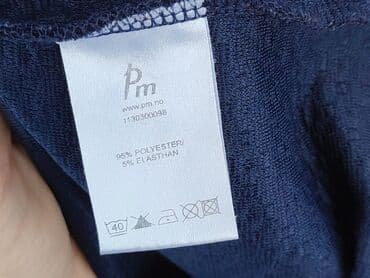 Pm
www.pm.no
1130300098
95% POLYESTER/
5% ELASTHAN
40